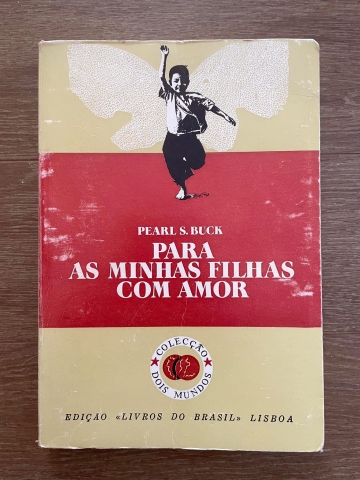 PEARL S. BUCK
PARA
AS MINHAS FILHAS
COM AMOR
COLECÇÃO
DOIS MUNDOS
EDIÇÃO «LIVROS DO BRASIL» LISBOA